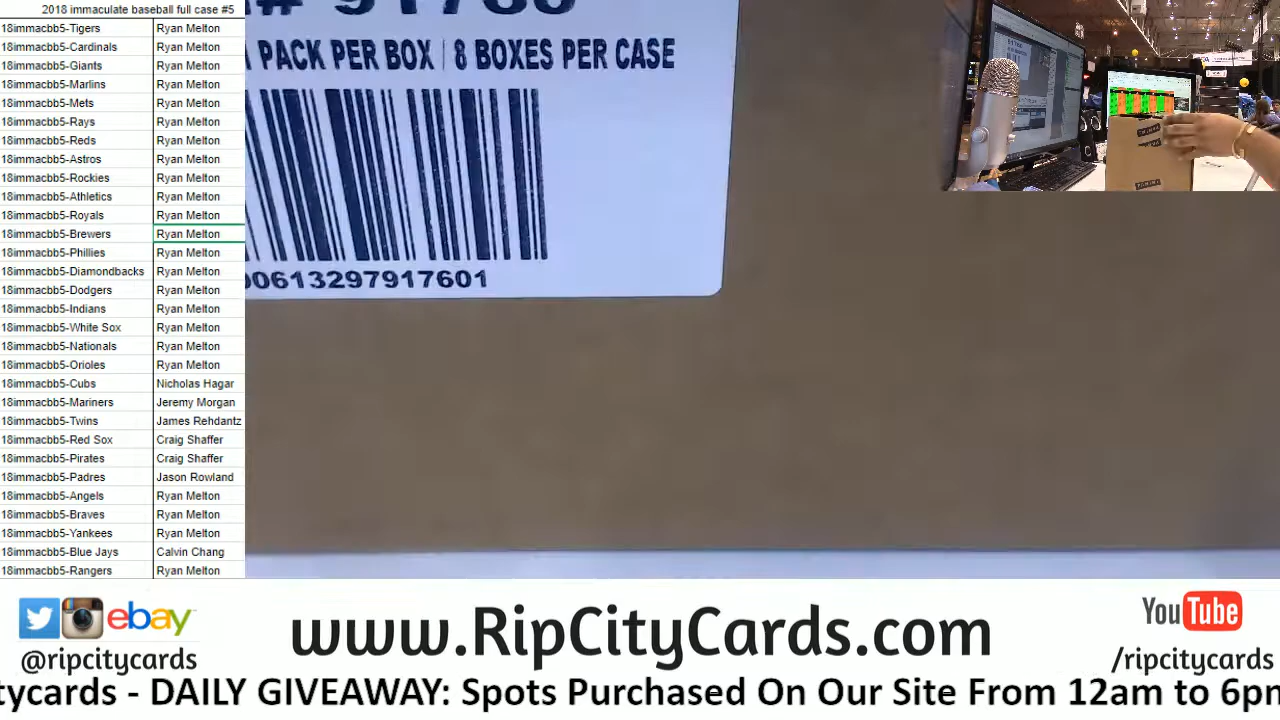 2018 immaculate baseball full case #5
18immacbb5-Tigers Ryan Melton
18immacbb5-Cardinals Ryan Melton
18immacbb5-Giants Ryan Melton
18immacbb5-Marlins Ryan Melton
18immacbb5-Mets Ryan Melton
18immacbb5-Rays Ryan Melton
18immacbb5-Reds Ryan Melton
18immacbb5-Astros Ryan Melton
18immacbb5-Rockies Ryan Melton
18immacbb5-Athletics Ryan Melton
18immacbb5-Royals Ryan Melton
18immacbb5-Brewers Ryan Melton
18immacbb5-Phillies Ryan Melton
18immacbb5-Diamondbacks Ryan Melton
18immacbb5-Dodgers Ryan Melton
18immacbb5-Indians Ryan Melton
18immacbb5-White Sox Ryan Melton
18immacbb5-Nationals Ryan Melton
18immacbb5-Orioles Ryan Melton
18immacbb5-Cubs Nicholas Hagar
18immacbb5-Mariners Jeremy Morgan
18immacbb5-Twins James Rehdantz
18immacbb5-Red Sox Craig Shaffer
18immacbb5-Pirates Craig Shaffer
18immacbb5-Padres Jason Rowland
18immacbb5-Angels Ryan Melton
18immacbb5-Braves Ryan Melton
18immacbb5-Yankees Ryan Melton
18immacbb5-Blue Jays Calvin Chang
18immacbb5-Rangers Ryan Melton
PACK PER BOX | 8 BOXES PER CASE
00613297917601
ebay
@ripcitycards
www.RipCityCards.com
YouTube
/ripcitycards
tycards - DAILY GIVEAWAY: Spots Purchased On Our Site From 12am to 6pm